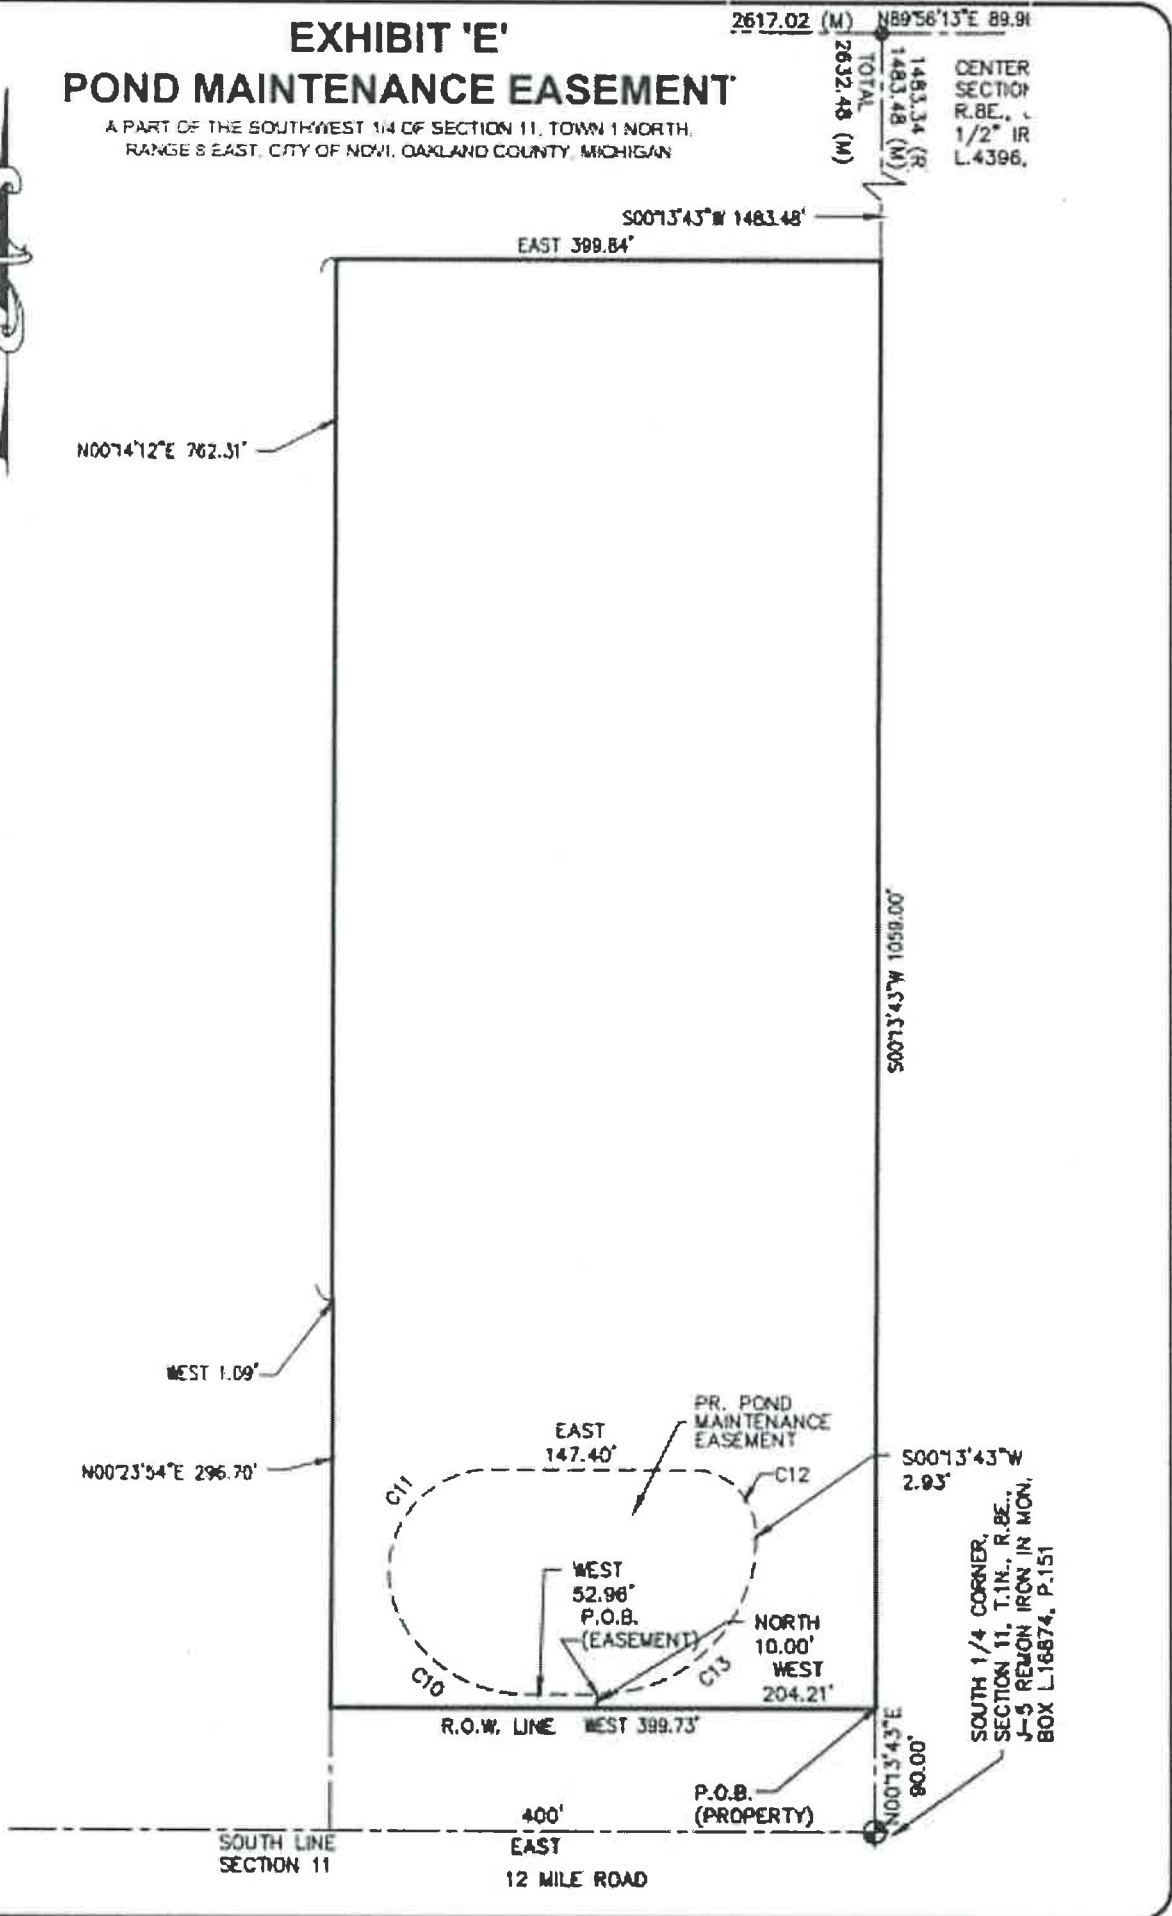 EXHIBIT 'E'
POND MAINTENANCE EASEMENT
A PART OF THE SOUTHWEST 1/4 OF SECTION 11, TOWN 1 NORTH,
RANGE 8 EAST, CITY OF NOVI, OAKLAND COUNTY, MICHIGAN
2617.02 (M)
N89°56'13"E 89.98
TOTAL
2632.48 (M)
1483.34 (R
1483.48 (M)
CENTER
SECTION
R.8E.,
1/2" IR
L.4396,
S00°13'43"W 1483.48'
EAST 399.84'
N00°14'12"E 762.31'
S00°13'43"W 1059.00'
WEST 1.09'
N00°23'54"E 296.70'
PR. POND
MAINTENANCE
EASEMENT
EAST
147.40'
C11
C12
S00°13'43"W
2.93'
WEST
52.96'
P.O.B.
(EASEMENT)
NORTH
10.00'
WEST
204.21'
C10
C13
R.O.W. LINE
WEST 399.73'
SOUTH 1/4 CORNER,
SECTION 11, T.1N., R.8E.,
J-5 REMON IRON IN MON.
BOX L.16874, P.151
N00°13'43"E
90.00'
P.O.B.
(PROPERTY)
400'
EAST
SOUTH LINE
SECTION 11
12 MILE ROAD